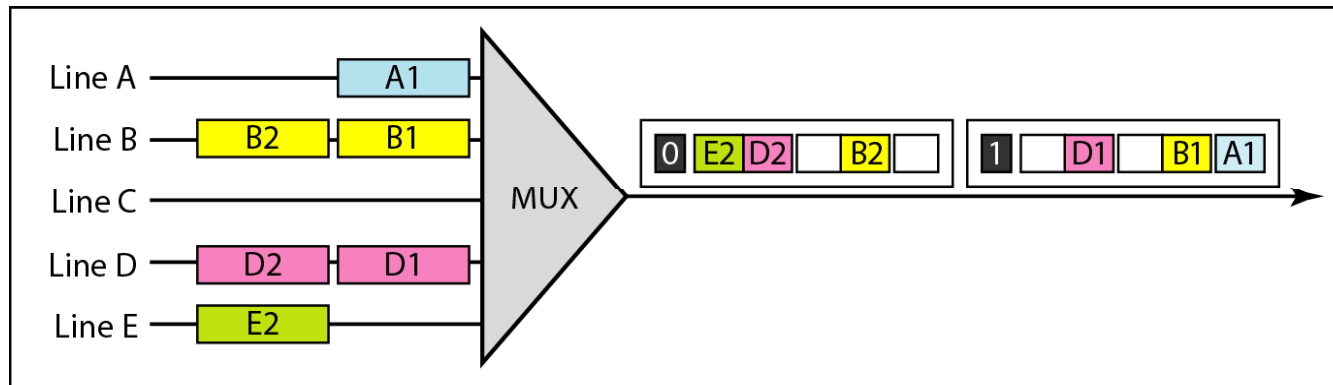 Line A A1
Line B B2 B1
Line C
Line D D2 D1
Line E E2
MUX
0 E2 D2 B2
1 D1 B1 A1